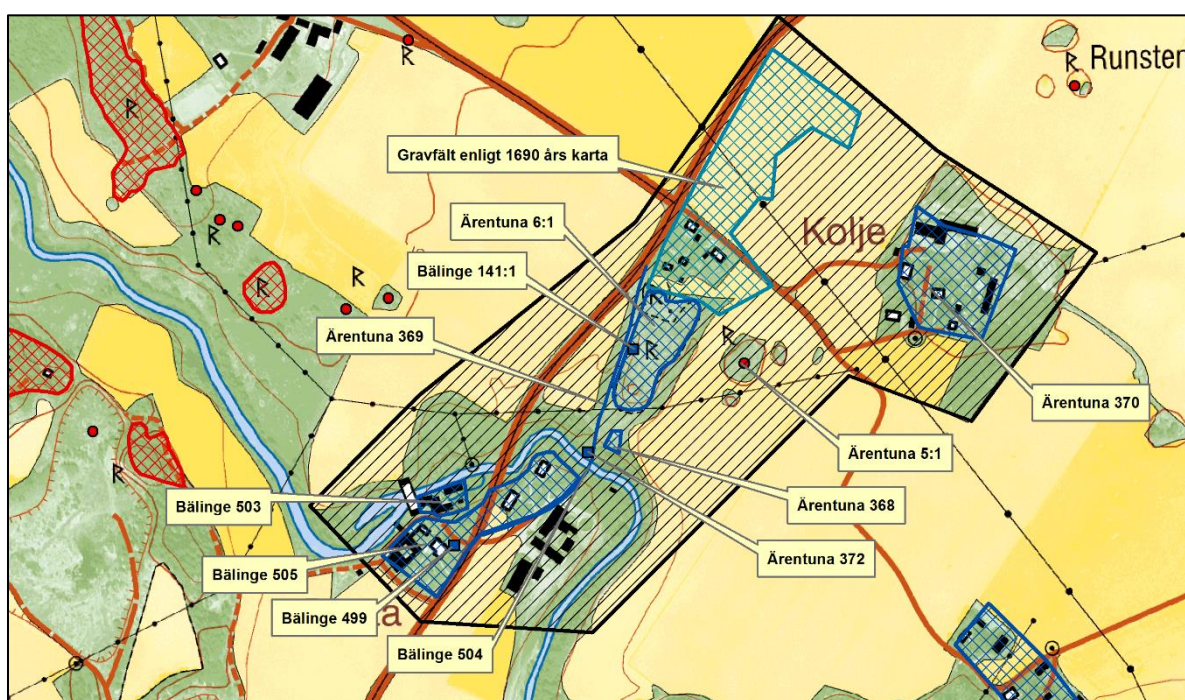 Runsten
Gravfält enligt 1690 års karta
Ärentuna 6:1
Kolje
Bälinge 141:1
Ärentuna 369
Ärentuna 370
Ärentuna 5:1
Bälinge 503
Ärentuna 368
Bälinge 505
Ärentuna 372
Bälinge 499
Bälinge 504